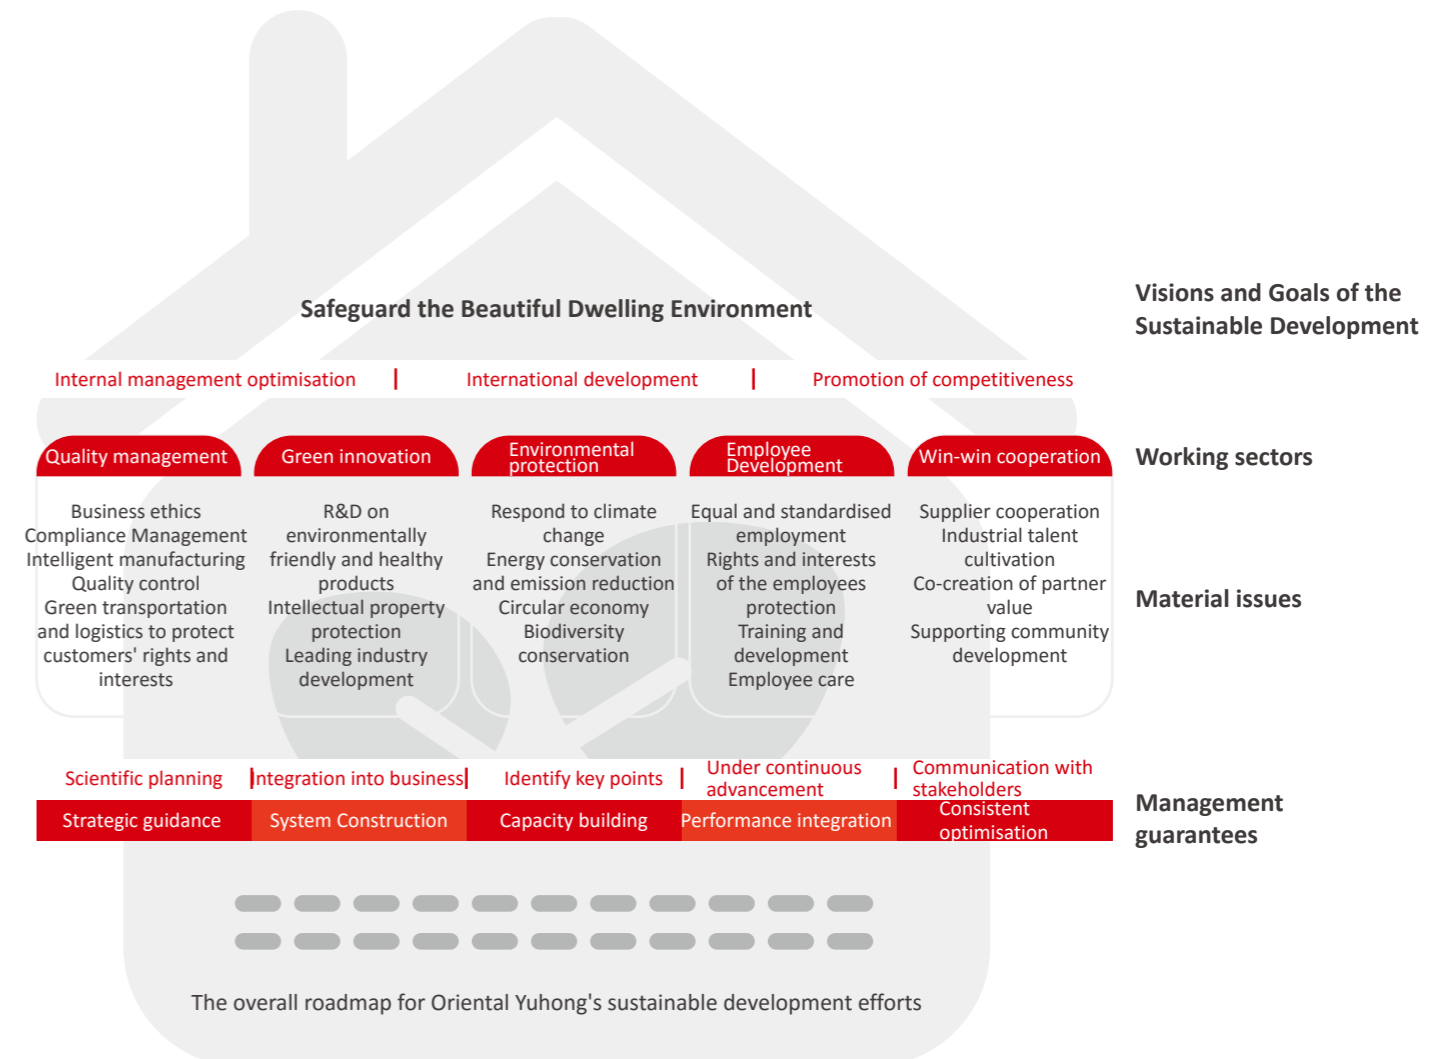 Safeguard the Beautiful Dwelling Environment
Visions and Goals of the
Sustainable Development
Internal management optimisation
International development
Promotion of competitiveness
Quality management
Green innovation
Environmental
protection
Employee
Development
Win-win cooperation
Working sectors
Business ethics
Compliance Management
Intelligent manufacturing
Quality control
Green transportation
and logistics to protect
customers' rights and
interests
R&D on
environmentally
friendly and healthy
products
Intellectual property
protection
Leading industry
development
Respond to climate
change
Energy conservation
and emission reduction
Circular economy
Biodiversity
conservation
Equal and standardised
employment
Rights and interests
of the employees
protection
Training and
development
Employee care
Supplier cooperation
Industrial talent
cultivation
Co-creation of partner
value
Supporting community
development
Material issues
Scientific planning
Integration into business
Identify key points
Under continuous
advancement
Communication with
stakeholders
Strategic guidance
System Construction
Capacity building
Performance integration
Consistent
optimisation
Management
guarantees
The overall roadmap for Oriental Yuhong's sustainable development efforts